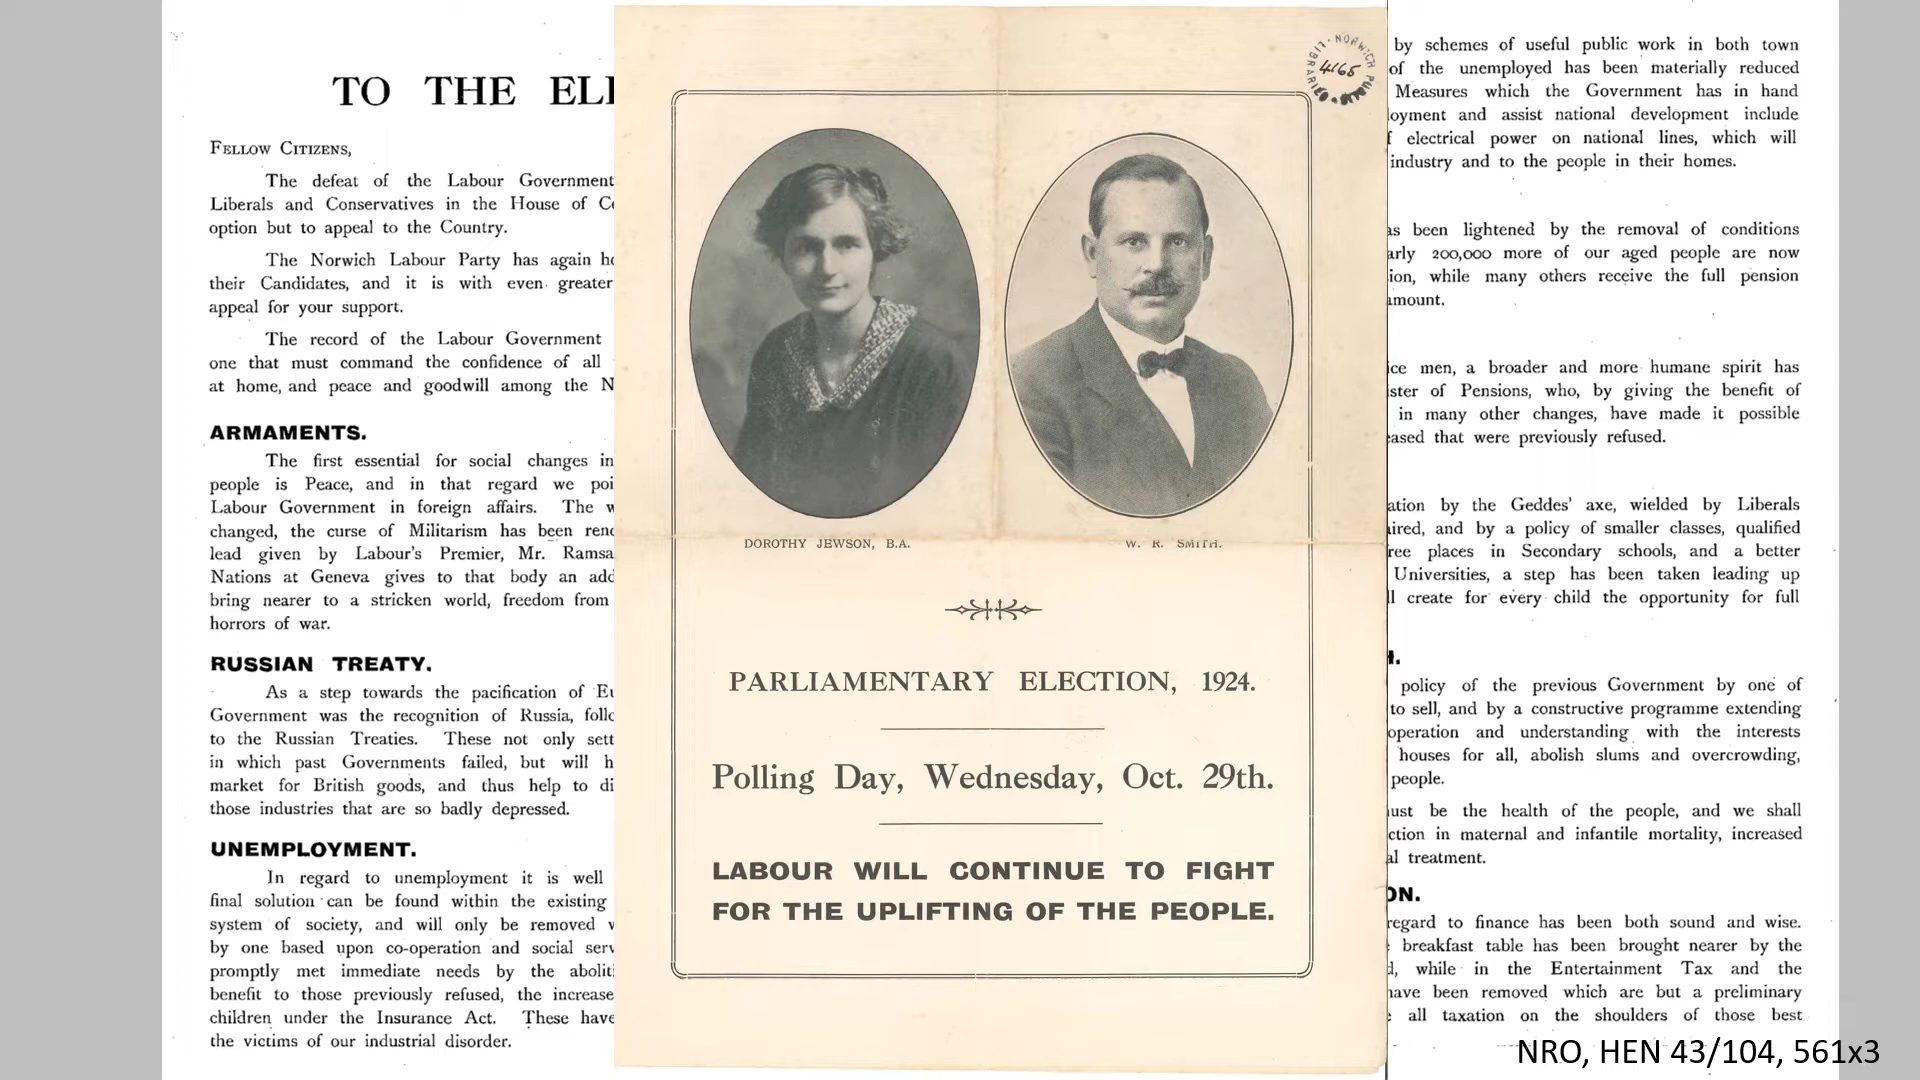 TO THE EL
FELLOW CITIZENS,
The defeat of the Labour Government
Liberals and Conservatives in the House of
option but to appeal to the Country.
The Norwich Labour Party has again
their Candidates, and it is with even greater
appeal for your support.
The record of the Labour Government
one that must command the confidence of all
at home, and peace and goodwill among the N
ARMAMENTS.
The first essential for social changes in
people is Peace, and in that regard we poi
Labour Government in foreign affairs. The w
changed, the curse of Militarism has been ren
lead given by Labour's Premier, Mr. Ramsa
Nations at Geneva gives to that body an add
bring nearer to a stricken world, freedom from
horrors of war.
RUSSIAN TREATY.
As a step towards the pacification of Eu
Government was the recognition of Russia, follo
to the Russian Treaties. These not only sett
in which past Governments failed, but will h
market for British goods, and thus help to di
those industries that are so badly depressed.
UNEMPLOYMENT.
In regard to unemployment it is well
final solution can be found within the existing
system of society, and will only be removed w
by one based upon co-operation and social serv
promptly met immediate needs by the aboliti
benefit to those previously refused, the increase
children under the Insurance Act. These have
the victims of our industrial disorder.
NORWICH PUBLIC LIBRARIES
4165
DOROTHY JEWSON, B.A.
W. R. SMITH.
PARLIAMENTARY ELECTION, 1924.
Polling Day, Wednesday, Oct. 29th.
LABOUR WILL CONTINUE TO FIGHT
FOR THE UPLIFTING OF THE PEOPLE.
by schemes of useful public work in both town
of the unemployed has been materially reduced
Measures which the Government has in hand
loyment and assist national development include
f electrical power on national lines, which will
industry and to the people in their homes.
as been lightened by the removal of conditions
arly 200,000 more of our aged people are now
ion, while many others receive the full pension
amount.
ice men, a broader and more humane spirit has
ister of Pensions, who, by giving the benefit of
in many other changes, have made it possible
eased that were previously refused.
ation by the Geddes' axe, wielded by Liberals
ired, and by a policy of smaller classes, qualified
ree places in Secondary schools, and a better
Universities, a step has been taken leading up
ll create for every child the opportunity for full
H.
policy of the previous Government by one of
to sell, and by a constructive programme extending
operation and understanding with the interests
houses for all, abolish slums and overcrowding,
people.
ust be the health of the people, and we shall
ction in maternal and infantile mortality, increased
al treatment.
ON.
regard to finance has been both sound and wise.
breakfast table has been brought nearer by the
d, while in the Entertainment Tax and the
have been removed which are but a preliminary
all taxation on the shoulders of those best
NRO, HEN 43/104, 561x3